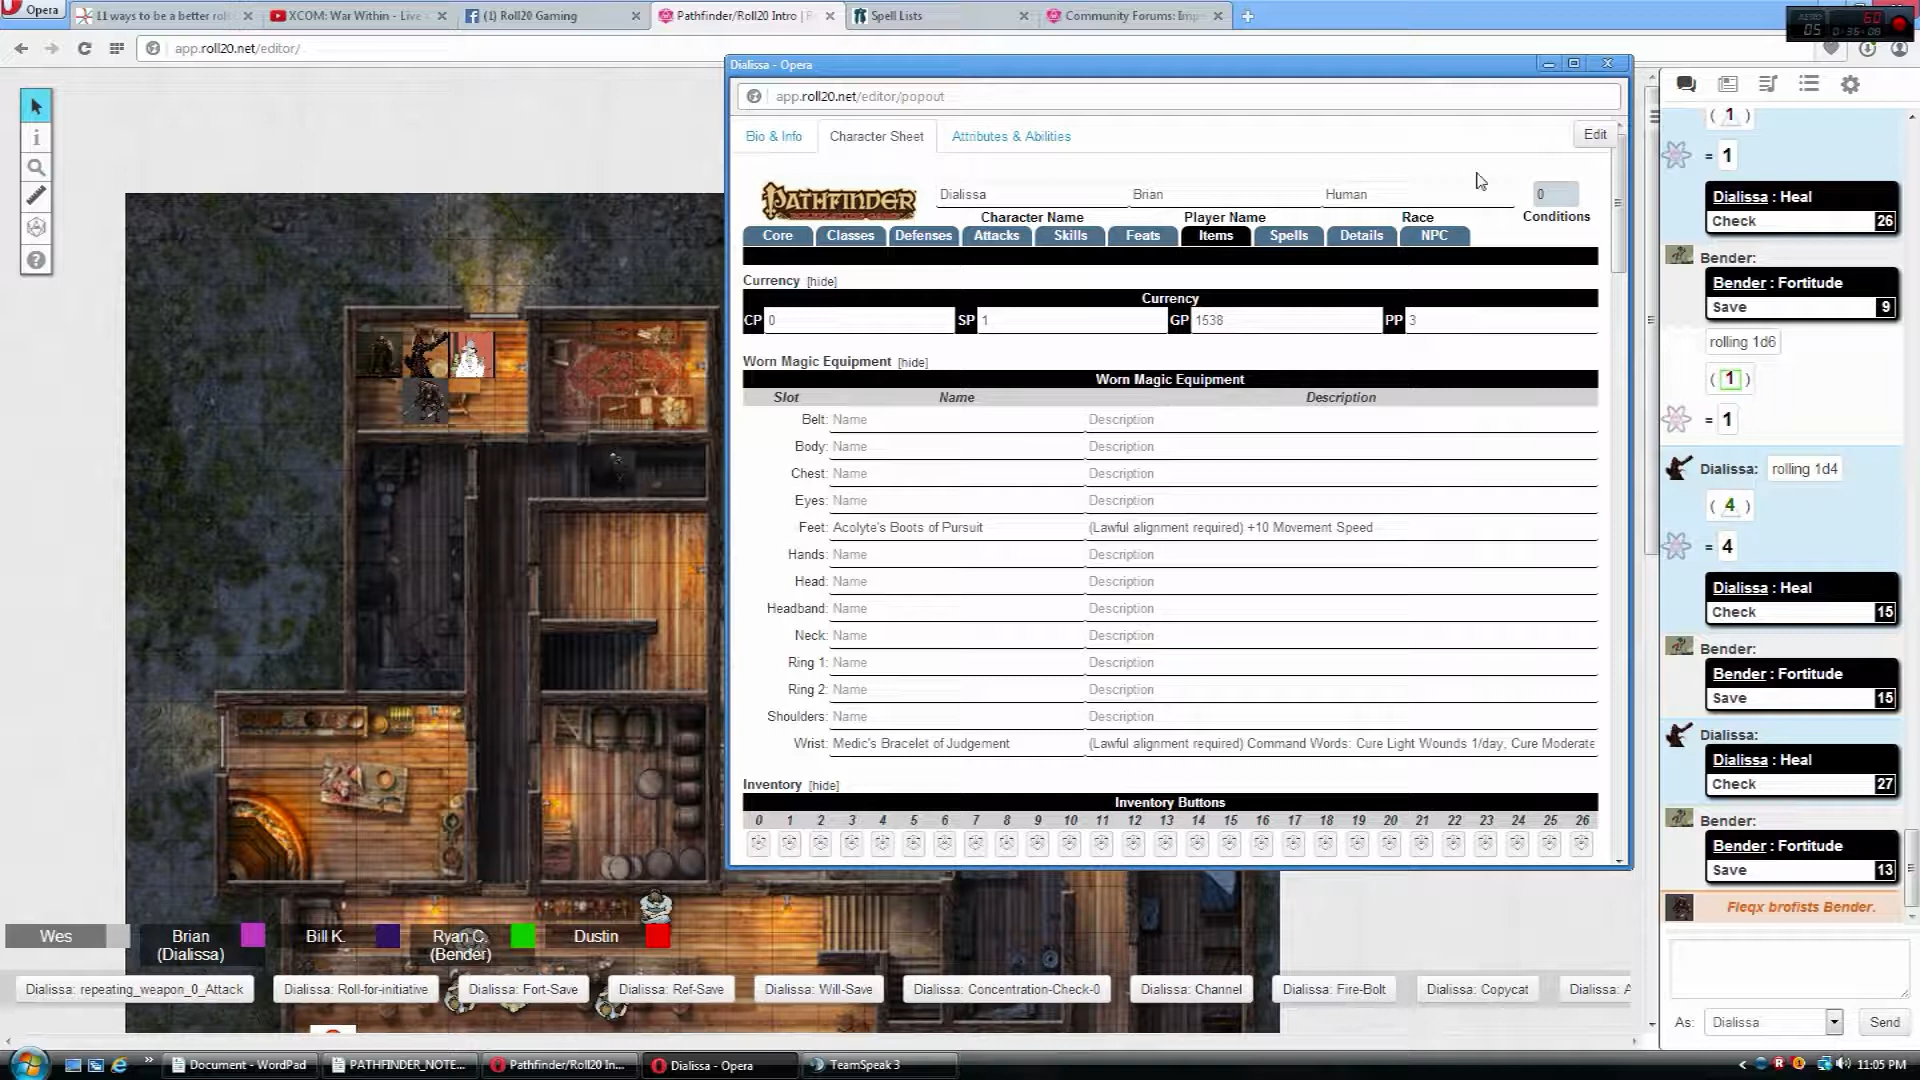 Opera
11 ways to be a better rol
XCOM: War Within - Live
(1) Roll20 Gaming
Pathfinder/Roll20 Intro | R
Spell Lists
Community Forums: Imp
60
05
app.roll20.net/editor/
Dialissa - Opera
app.roll20.net/editor/popout
Bio & Info
Character Sheet
Attributes & Abilities
Edit
PATHFINDER
Dialissa
Brian
Human
0
Character Name
Player Name
Race
Conditions
Core
Classes
Defenses
Attacks
Skills
Feats
Items
Spells
Details
NPC
Currency [hide]
Currency
CP 0
SP 1
GP 1538
PP 3
Worn Magic Equipment [hide]
Worn Magic Equipment
Slot Name Description
Belt: Name Description
Body: Name Description
Chest: Name Description
Eyes: Name Description
Feet: Acolyte's Boots of Pursuit (Lawful alignment required) +10 Movement Speed
Hands: Name Description
Head: Name Description
Headband: Name Description
Neck: Name Description
Ring 1: Name Description
Ring 2: Name Description
Shoulders: Name Description
Wrist: Medic's Bracelet of Judgement (Lawful alignment required) Command Words: Cure Light Wounds 1/day, Cure Moderate
Inventory [hide]
Inventory Buttons
0 1 2 3 4 5 6 7 8 9 10 11 12 13 14 15 16 17 18 19 20 21 22 23 24 25 26
( 1 )
= 1
Dialissa : Heal
Check 26
Bender:
Bender : Fortitude
Save 9
rolling 1d6
( 1 )
= 1
Dialissa: rolling 1d4
( 4 )
= 4
Dialissa : Heal
Check 15
Bender:
Bender : Fortitude
Save 15
Dialissa:
Dialissa : Heal
Check 27
Bender:
Bender : Fortitude
Save 13
Fleqx brofists Bender.
As: Dialissa
Send
Wes
Brian
(Dialissa)
Bill K.
Ryan C.
(Bender)
Dustin
Dialissa: repeating_weapon_0_Attack
Dialissa: Roll-for-initiative
Dialissa: Fort-Save
Dialissa: Ref-Save
Dialissa: Will-Save
Dialissa: Concentration-Check-0
Dialissa: Channel
Dialissa: Fire-Bolt
Dialissa: Copycat
Dialissa: A
Document - WordPad
PATHFINDER_NOTE...
Pathfinder/Roll20 In...
Dialissa - Opera
TeamSpeak 3
11:05 PM